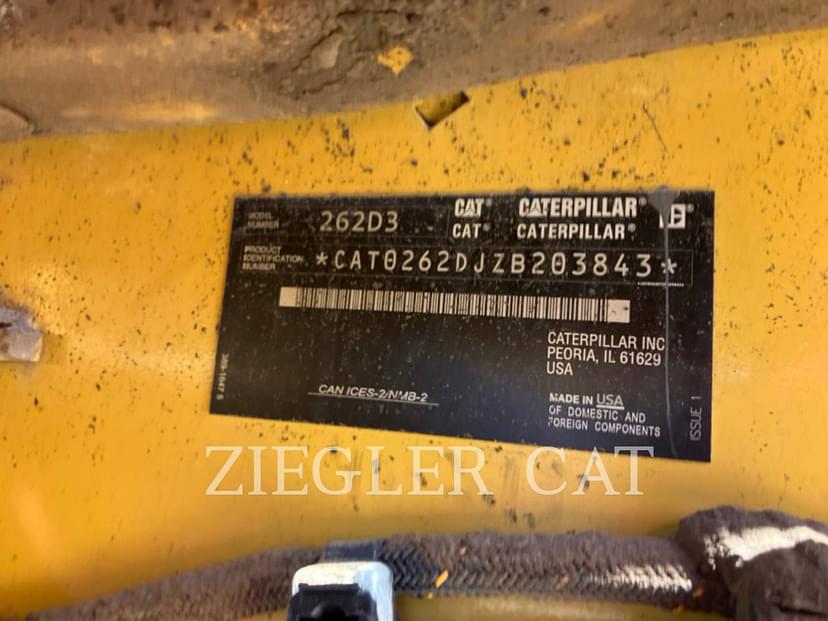 MODEL NUMBER 262D3 CAT® CATERPILLAR®
CAT® CATERPILLAR®
PRODUCT IDENTIFICATION NUMBER *CAT0262DJZB203843*
CATERPILLAR INC
PEORIA, IL 61629
USA
CAN ICES-2/NMB-2
MADE IN USA
OF DOMESTIC AND
FOREIGN COMPONENTS
ISSUE 1
ZIEGLER CAT